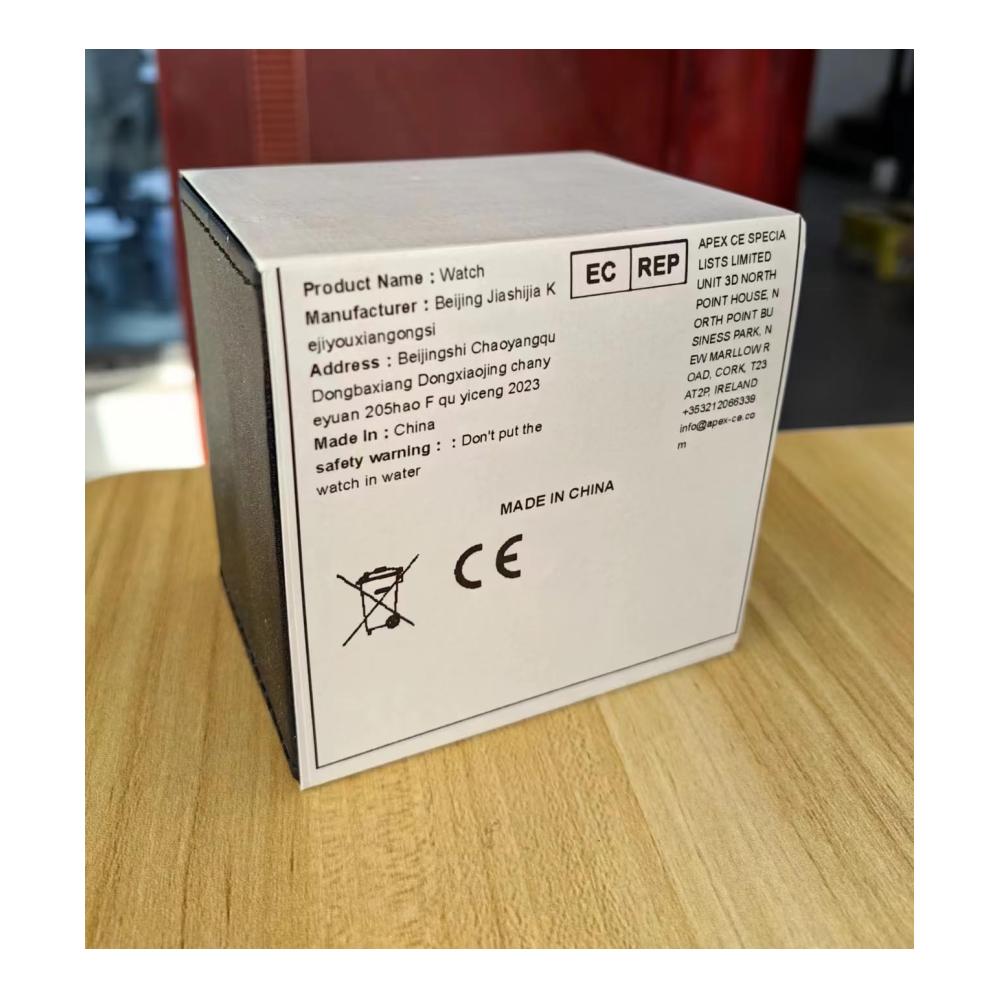 Product Name : Watch
Manufacturer : Beijing Jiashijia K
ejiyouxiangongsi
Address : Beijingshi Chaoyangqu
Dongbaxiang Dongxiaojing chany
eyuan 205hao F qu yiceng 2023
Made In : China
safety warning : : Don't put the
watch in water
EC REP
APEX CE SPECIA
LISTS LIMITED
UNIT 3D NORTH
POINT HOUSE, N
ORTH POINT BU
SINESS PARK, N
EW MARLLOW R
OAD, CORK, T23
AT2P, IRELAND
+353212066339
info@apex-ce.co
m
MADE IN CHINA
CE